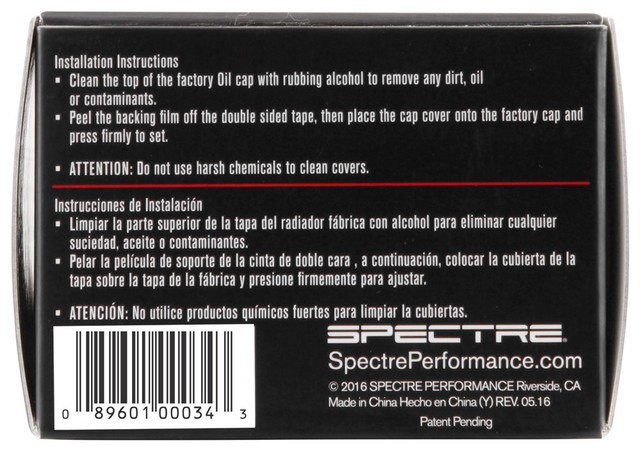 Installation Instructions
▪ Clean the top of the factory Oil cap with rubbing alcohol to remove any dirt, oil
or contaminants.
▪ Peel the backing film off the double sided tape, then place the cap cover onto the factory cap and
press firmly to set.
▪ ATTENTION: Do not use harsh chemicals to clean covers.
Instrucciones de Instalación
▪ Limpiar la parte superior de la tapa del radiador fábrica con alcohol para eliminar cualquier
suciedad, aceite o contaminantes.
▪ Pelar la película de soporte de la cinta de doble cara , a continuación, colocar la cubierta de la
tapa sobre la tapa de la fábrica y presione firmemente para ajustar.
▪ ATENCIÓN: No utilice productos químicos fuertes para limpiar la cubiertas.
SPECTRE®
SpectrePerformance.com
© 2016 SPECTRE PERFORMANCE Riverside, CA
Made in China Hecho en China (Y) REV. 05.16
Patent Pending
0 89601 00034 3